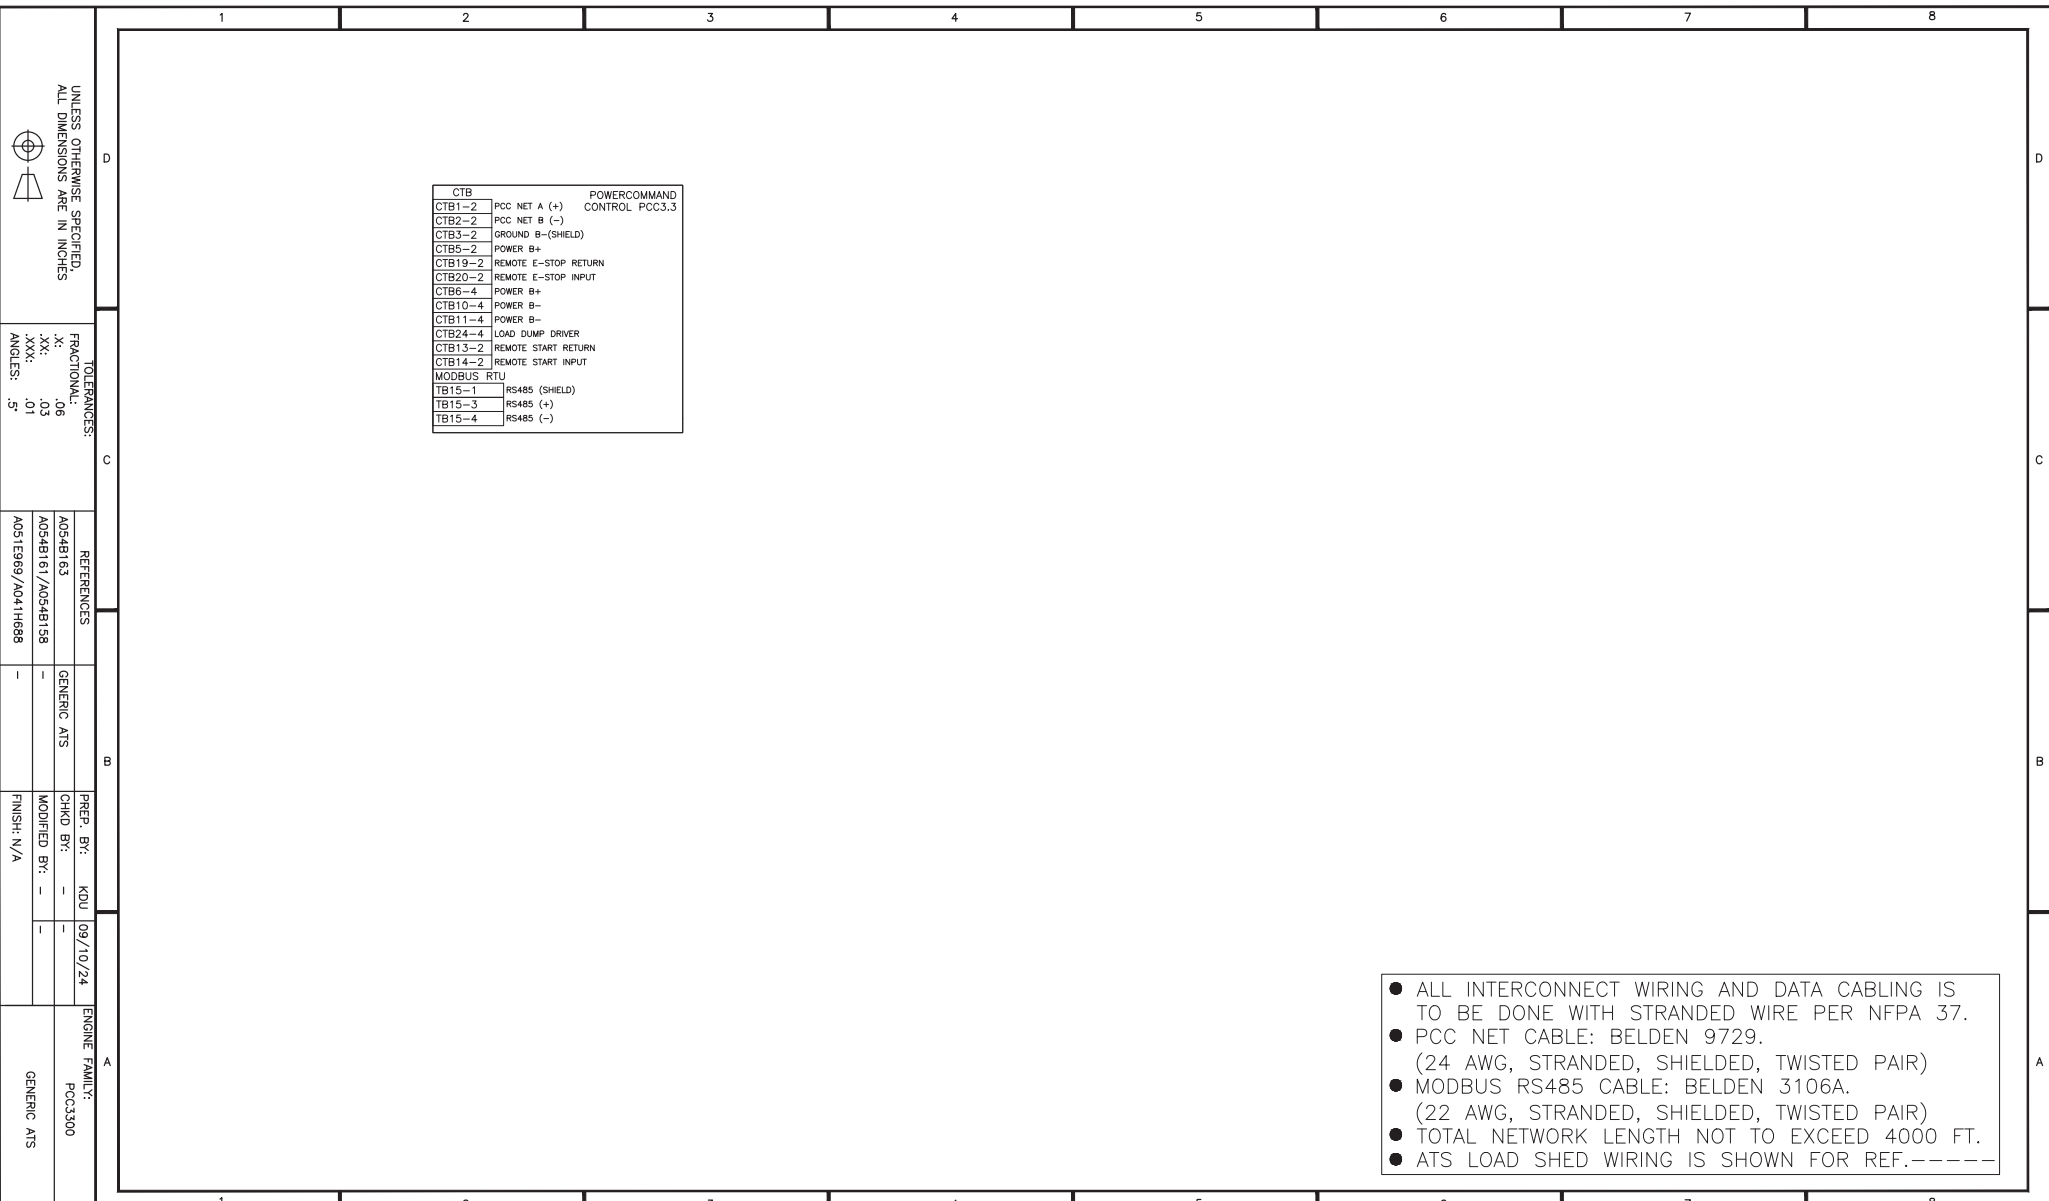 1 2 3 4 5 6 7 8
D
C
B
A
D
C
B
A
UNLESS OTHERWISE SPECIFIED,
ALL DIMENSIONS ARE IN INCHES
TOLERANCES:
FRACTIONAL:
.X: .06
.XX: .03
.XXX: .01
ANGLES: .5°
REFERENCES
A054B163
A054B161/A054B158
A051E969/A041H688
GENERIC ATS
-
-
PREP. BY: KDU 09/10/24
CHKD BY: - -
MODIFIED BY: - -
FINISH: N/A
ENGINE FAMILY:
PCC3300
GENERIC ATS
CTB
POWERCOMMAND
CONTROL PCC3.3
CTB1-2 PCC NET A (+)
CTB2-2 PCC NET B (-)
CTB3-2 GROUND B-(SHIELD)
CTB5-2 POWER B+
CTB19-2 REMOTE E-STOP RETURN
CTB20-2 REMOTE E-STOP INPUT
CTB6-4 POWER B+
CTB10-4 POWER B-
CTB11-4 POWER B-
CTB24-4 LOAD DUMP DRIVER
CTB13-2 REMOTE START RETURN
CTB14-2 REMOTE START INPUT
MODBUS RTU
TB15-1 RS485 (SHIELD)
TB15-3 RS485 (+)
TB15-4 RS485 (-)
● ALL INTERCONNECT WIRING AND DATA CABLING IS
TO BE DONE WITH STRANDED WIRE PER NFPA 37.
● PCC NET CABLE: BELDEN 9729.
(24 AWG, STRANDED, SHIELDED, TWISTED PAIR)
● MODBUS RS485 CABLE: BELDEN 3106A.
(22 AWG, STRANDED, SHIELDED, TWISTED PAIR)
● TOTAL NETWORK LENGTH NOT TO EXCEED 4000 FT.
● ATS LOAD SHED WIRING IS SHOWN FOR REF.-----